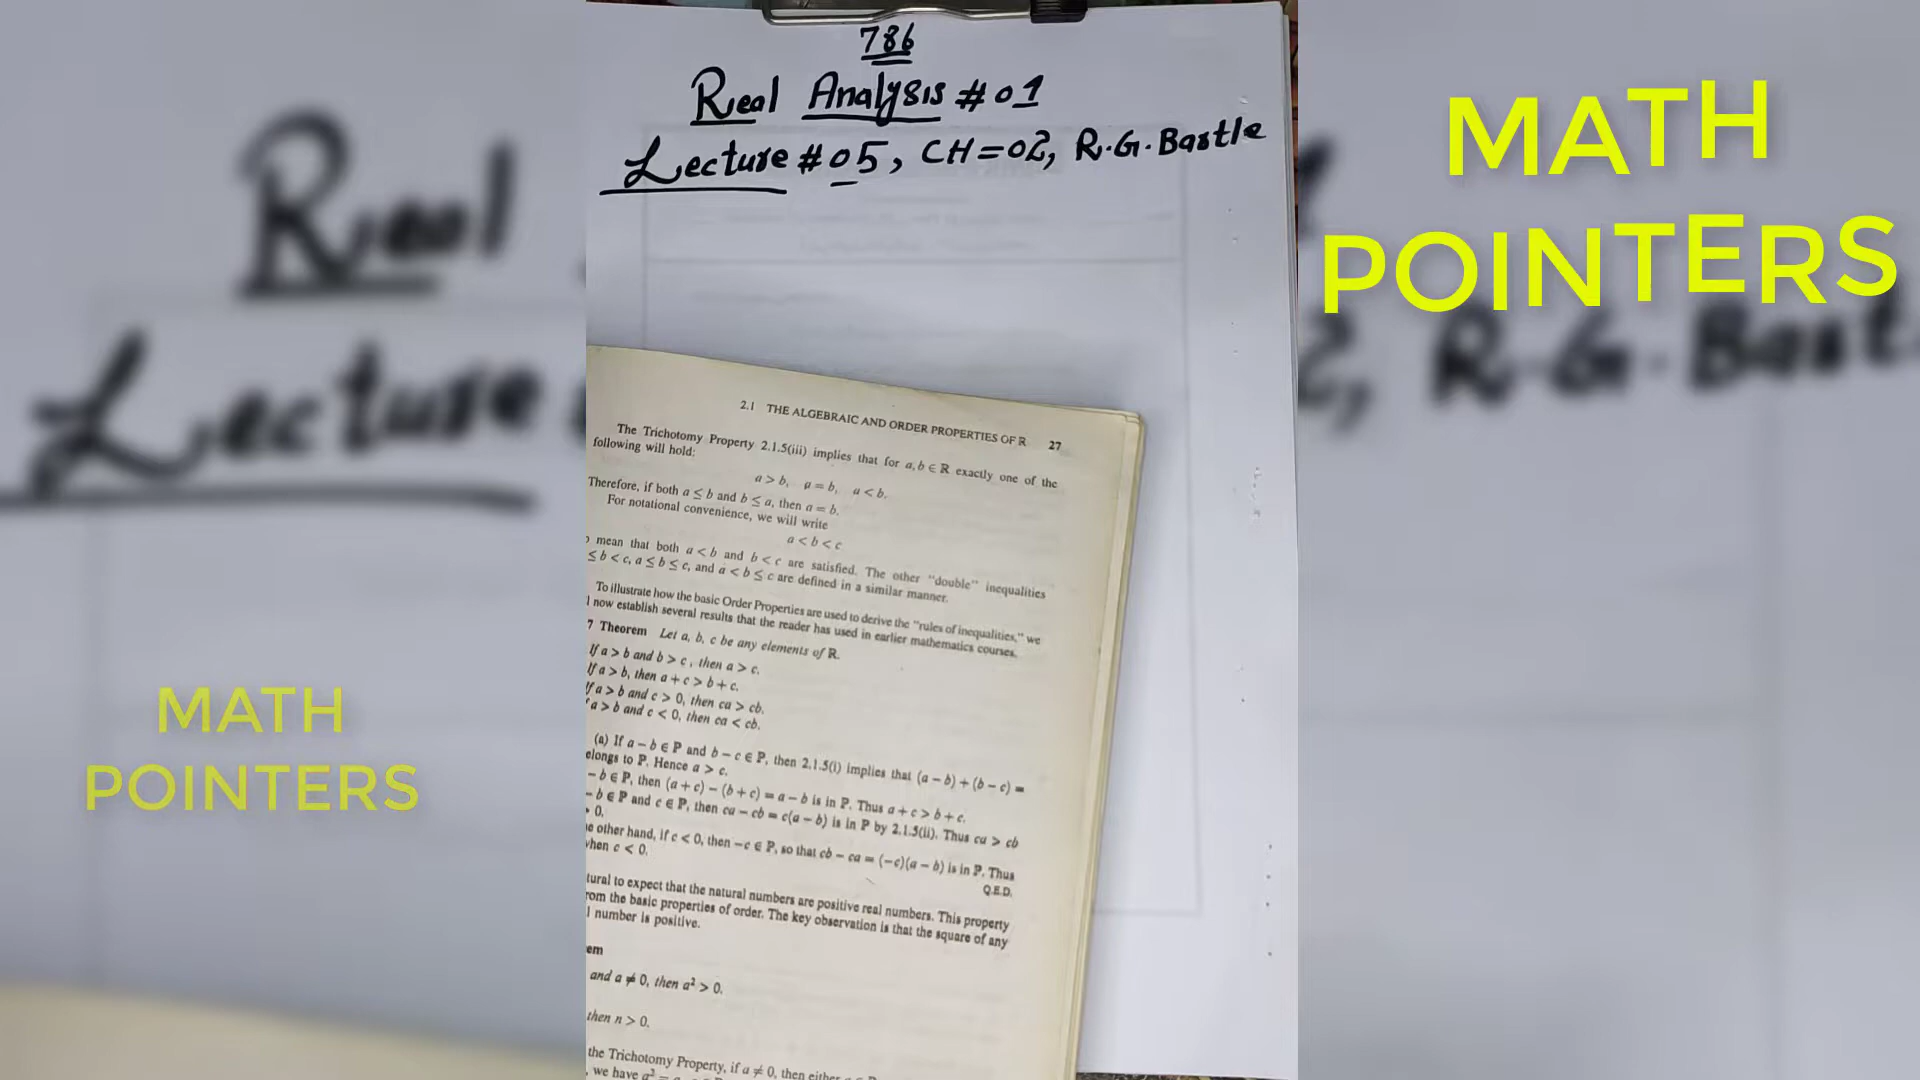 786
Real Analysis #01
Lecture #05, CH=02, R.G.Bastle
MATH
POINTERS
MATH
POINTERS
2.1 THE ALGEBRAIC AND ORDER PROPERTIES OF R 27
The Trichotomy Property 2.1.5(iii) implies that for a, b ∈ R exactly one of the
following will hold:
a > b, a = b, a < b.
Therefore, if both a ≤ b and b ≤ a, then a = b.
For notational convenience, we will write
a < b < c
mean that both a < b and b < c are satisfied. The other "double" inequalities
≤ b < c, a ≤ b ≤ c, and a < b ≤ c are defined in a similar manner.
To illustrate how the basic Order Properties are used to derive the "rules of inequalities," we
now establish several results that the reader has used in earlier mathematics courses.
7 Theorem Let a, b, c be any elements of R.
If a > b and b > c, then a > c.
If a > b, then a + c > b + c.
If a > b and c > 0, then ca > cb.
a > b and c < 0, then ca < cb.
(a) If a − b ∈ P and b − c ∈ P, then 2.1.5(i) implies that (a − b) + (b − c) =
elongs to P. Hence a > c.
− b ∈ P, then (a + c) − (b + c) = a − b is in P. Thus a + c > b + c.
− b ∈ P and c ∈ P, then ca − cb = c(a − b) is in P by 2.1.5(ii). Thus ca > cb
> 0.
e other hand, if c < 0, then −c ∈ P, so that cb − ca = (−c)(a − b) is in P. Thus
when c < 0.
Q.E.D.
tural to expect that the natural numbers are positive real numbers. This property
rom the basic properties of order. The key observation is that the square of any
l number is positive.
em
and a ≠ 0, then a² > 0.
then n > 0.
the Trichotomy Property, if a ≠ 0, then either
we have a² =